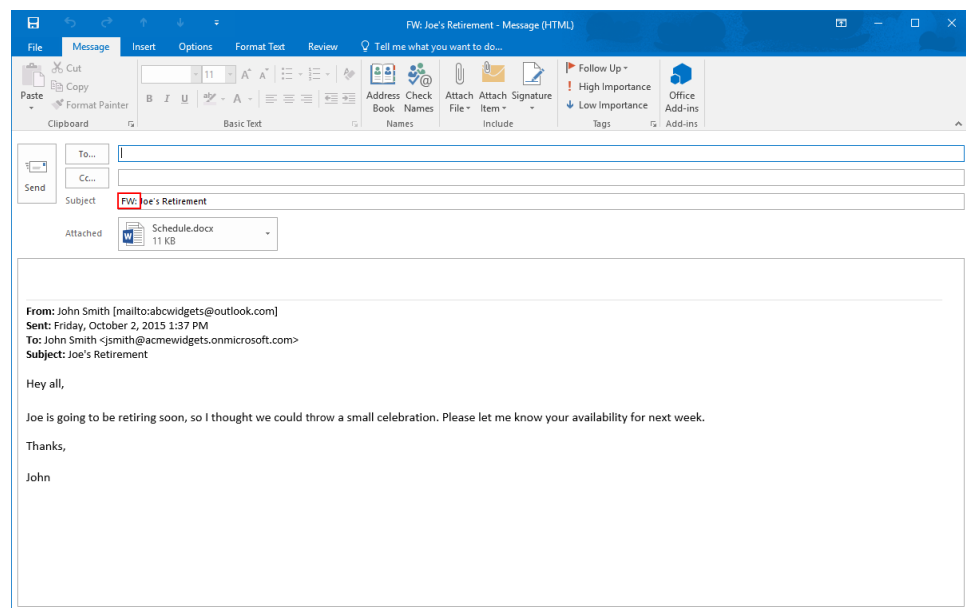 FW: Joe's Retirement - Message (HTML)
File Message Insert Options Format Text Review Tell me what you want to do...
Paste
Cut
Copy
Format Painter
Clipboard
11
A A
B I U ab A
Basic Text
Address Book
Check Names
Names
Attach File
Attach Item
Signature
Include
Follow Up
High Importance
Low Importance
Tags
Office Add-ins
Add-ins
Send
To...
Cc...
Subject FW: Joe's Retirement
Attached Schedule.docx
11 KB
From: John Smith [mailto:abcwidgets@outlook.com]
Sent: Friday, October 2, 2015 1:37 PM
To: John Smith <jsmith@acmewidgets.onmicrosoft.com>
Subject: Joe's Retirement
Hey all,
Joe is going to be retiring soon, so I thought we could throw a small celebration. Please let me know your availability for next week.
Thanks,
John